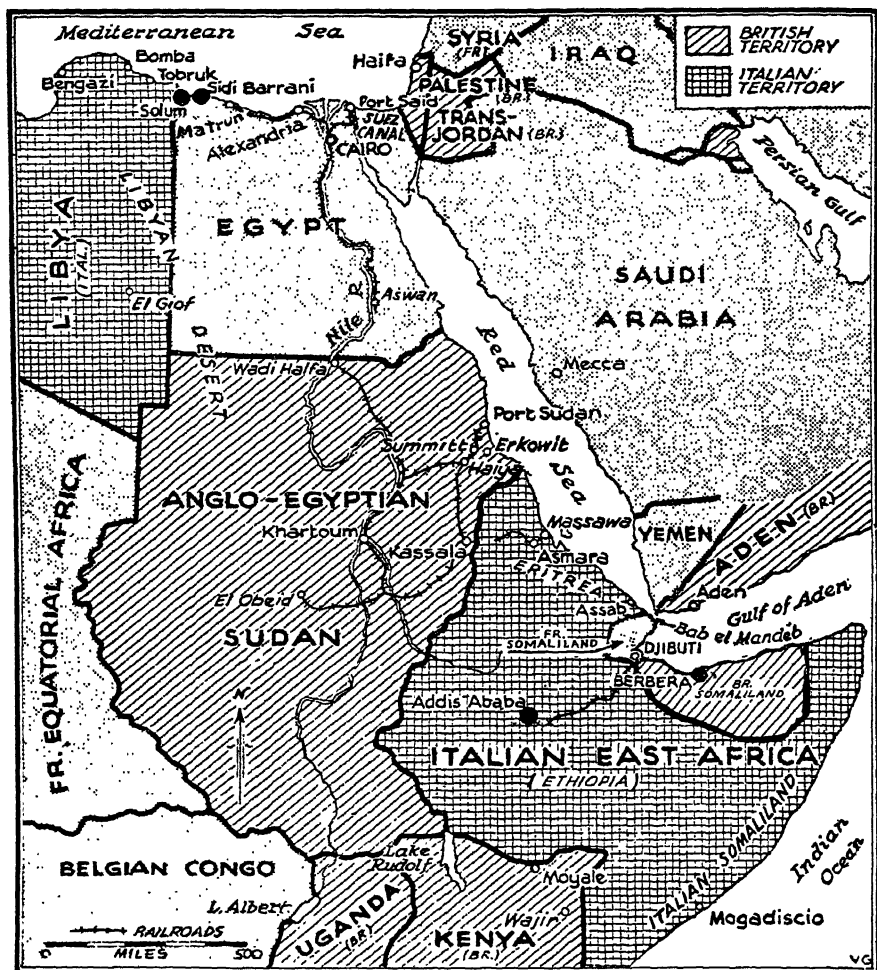 Mediterranean Sea
BRITISH
TERRITORY
ITALIAN
TERRITORY
SYRIA
(FR.)
IRAQ
Haifa
PALESTINE
(BR.)
TRANS-
JORDAN (BR.)
Bomba
Bengazi
Tobruk
Sidi Barrani
Solum
Matruh
Alexandria
Port Said
SUEZ
CANAL
CAIRO
Persian Gulf
LIBYA
(ITAL.)
LIBYAN
DESERT
EGYPT
El Giof
Nile R.
Aswan
SAUDI
ARABIA
Red Sea
Mecca
Wadi Halfa
Port Sudan
Summit
Erkowit
Haiya
ANGLO-EGYPTIAN
SUDAN
Khartoum
Kassala
El Obeid
Massawa
Asmara
ERITREA
YEMEN
ADEN (BR.)
Aden
Gulf of Aden
Assab
Bab el Mandeb
FR.
SOMALILAND
DJIBUTI
BERBERA
BR.
SOMALILAND
Addis Ababa
ITALIAN EAST AFRICA
(ETHIOPIA)
FR. EQUATORIAL AFRICA
N
ITALIAN SOMALILAND
Indian
Ocean
BELGIAN CONGO
Lake
Rudolf
Moyale
L. Albert
UGANDA
(BR.)
Wajir
KENYA
(BR.)
Mogadiscio
RAILROADS
0 MILES 500
VG